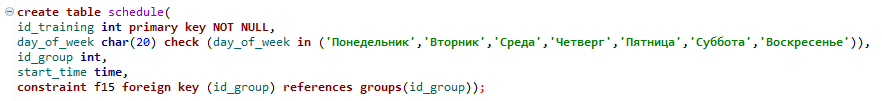 create table schedule(
id_training int primary key NOT NULL,
day_of_week char(20) check (day_of_week in ('Понедельник','Вторник','Среда','Четверг','Пятница','Суббота','Воскресенье')),
id_group int,
start_time time,
constraint f15 foreign key (id_group) references groups(id_group));